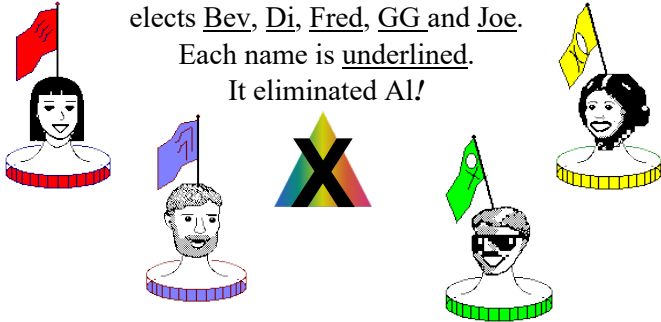 elects Bev, Di, Fred, GG and Joe.
Each name is underlined.
It eliminated Al!
X